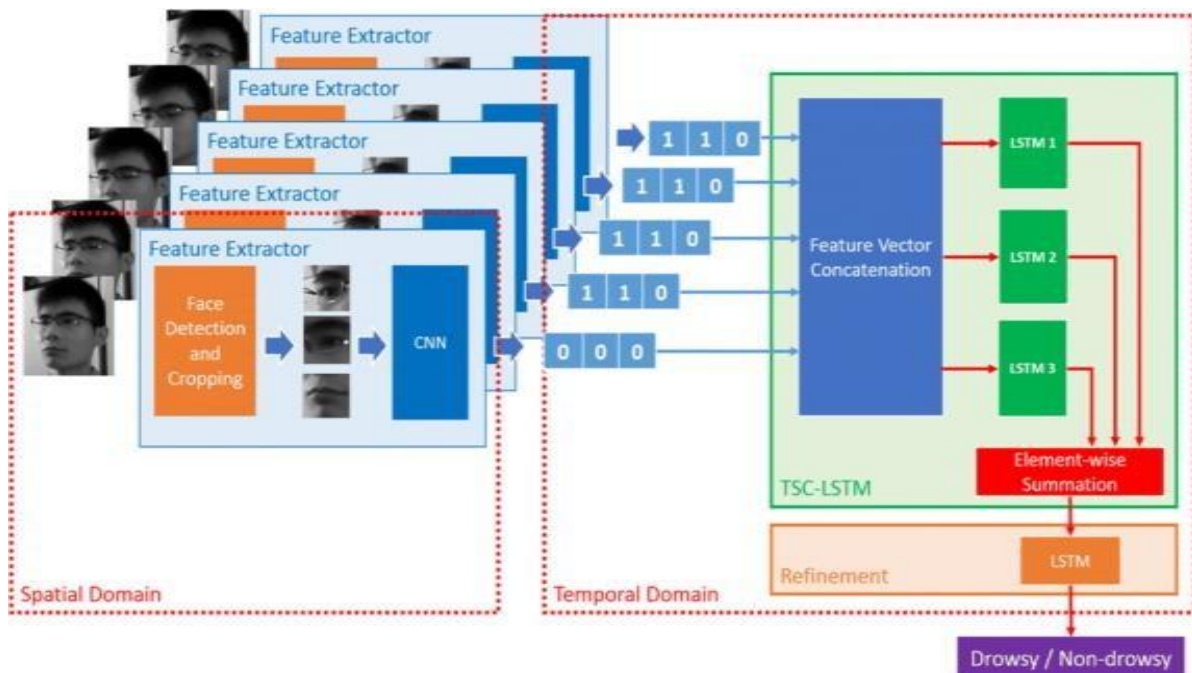 Feature Extractor
Feature Extractor
Feature Extractor
Feature Extractor
Feature Extractor
Face
Detection
and
Cropping
CNN
1 1 0
1 1 0
1 1 0
1 1 0
0 0 0
Feature Vector
Concatenation
LSTM 1
LSTM 2
LSTM 3
Element-wise
Summation
TSC-LSTM
LSTM
Refinement
Spatial Domain
Temporal Domain
Drowsy / Non-drowsy